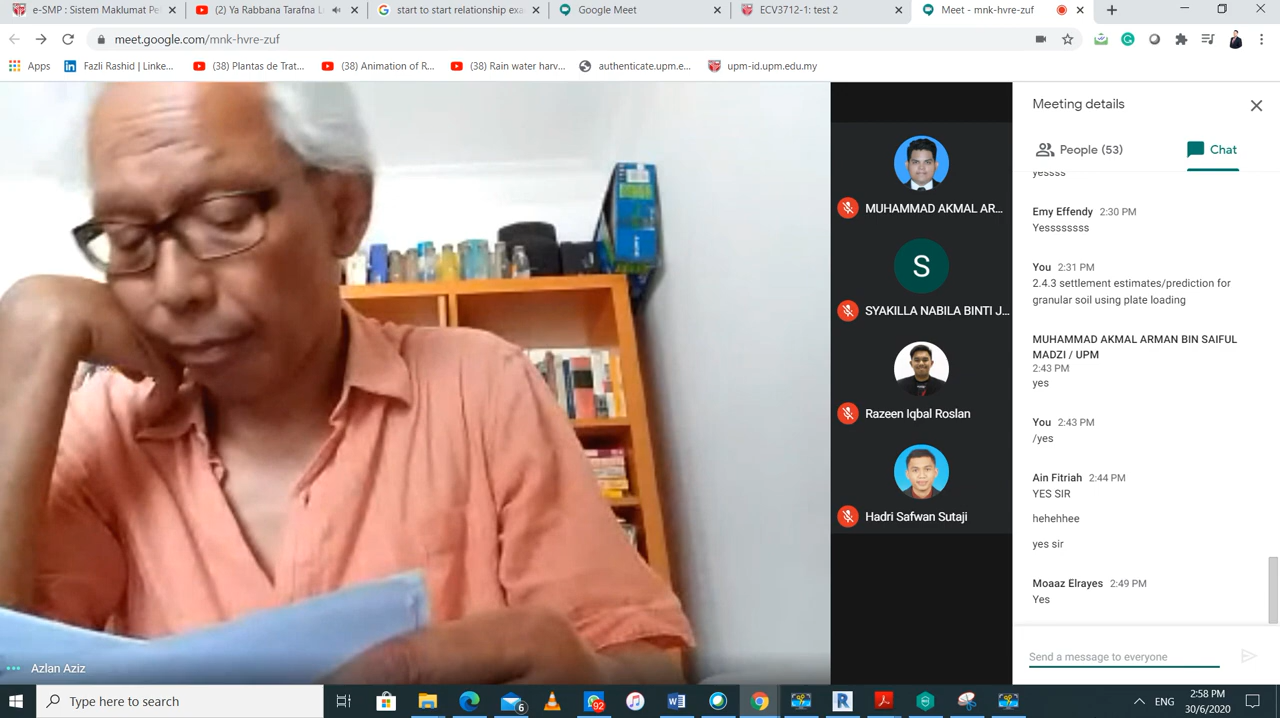 e-SMP : Sistem Maklumat Pel
(2) Ya Rabbana Tarafna L
start to start relationship exa
Google Meet
ECV3712-1: test 2
Meet - mnk-hvre-zuf
meet.google.com/mnk-hvre-zuf
Apps
Fazli Rashid | Linke...
(38) Plantas de Trat...
(38) Animation of R...
(38) Rain water harv...
authenticate.upm.e...
upm-id.upm.edu.my
Meeting details
People (53)
Chat
yessss
Emy Effendy 2:30 PM
Yessssssss
You 2:31 PM
2.4.3 settlement estimates/prediction for
granular soil using plate loading
MUHAMMAD AKMAL ARMAN BIN SAIFUL
MADZI / UPM
2:43 PM
yes
You 2:43 PM
/yes
Ain Fitriah 2:44 PM
YES SIR
hehehhee
yes sir
Moaaz Elrayes 2:49 PM
Yes
Send a message to everyone
MUHAMMAD AKMAL AR...
S
SYAKILLA NABILA BINTI J...
Razeen Iqbal Roslan
Hadri Safwan Sutaji
Azlan Aziz
Type here to search
6
92
W
R
ENG
2:58 PM
30/6/2020